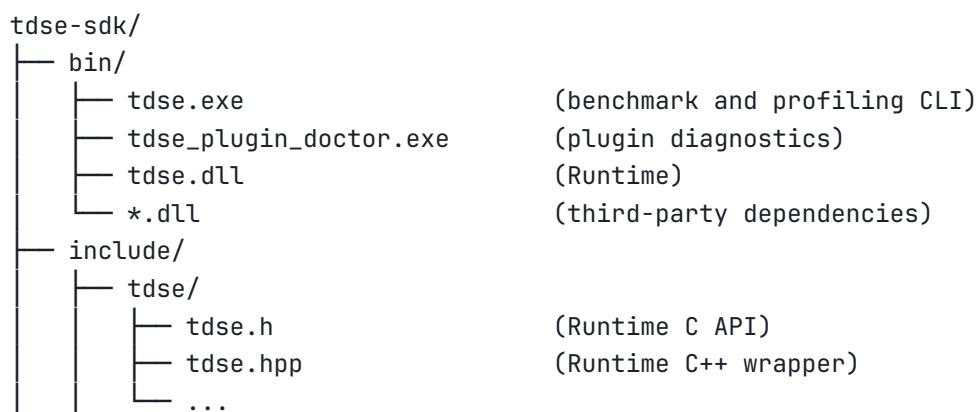 tdse-sdk/
├── bin/
│   ├── tdse.exe                  (benchmark and profiling CLI)
│   ├── tdse_plugin_doctor.exe    (plugin diagnostics)
│   ├── tdse.dll                  (Runtime)
│   └── *.dll                     (third-party dependencies)
├── include/
│   ├── tdse/
│   │   ├── tdse.h                (Runtime C API)
│   │   ├── tdse.hpp              (Runtime C++ wrapper)
│   │   └── ...